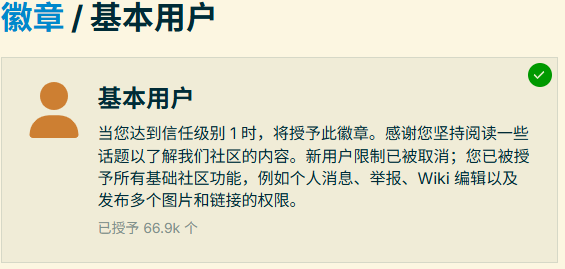 徽章 / 基本用户
基本用户
当您达到信任级别 1 时，将授予此徽章。感谢您坚持阅读一些
话题以了解我们社区的内容。新用户限制已被取消；您已被授
予所有基础社区功能，例如个人消息、举报、Wiki 编辑以及
发布多个图片和链接的权限。
已授予 66.9k 个